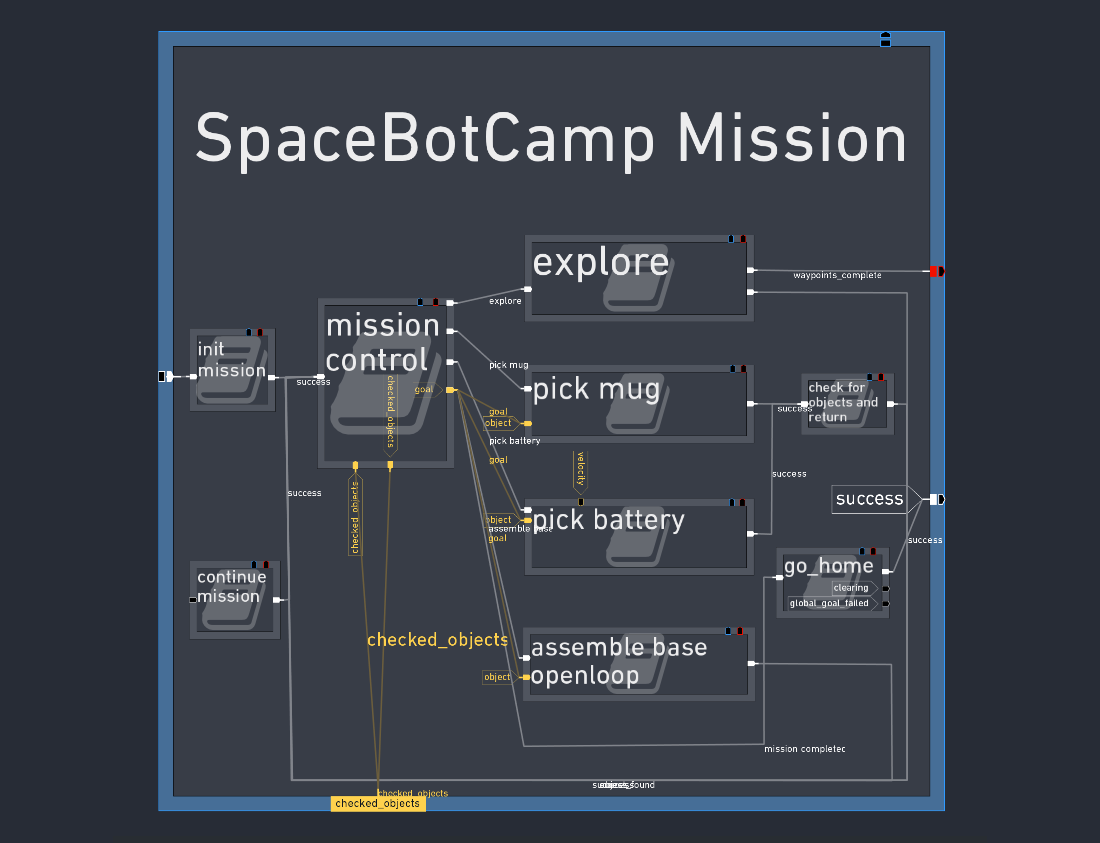 SpaceBotCamp Mission
explore
waypoints_complete
explore
mission
control
init
mission
success
checked_objects
goal
pick mug
pick mug
goal
object
check for
objects and
return
success
pick battery
goal
velocity
success
success
checked_objects
success
object
pick battery
assemble base
goal
success
go_home
clearing
global_goal_failed
continue
mission
checked_objects
assemble base
openloop
object
mission completed
checked_objects
checked_objects